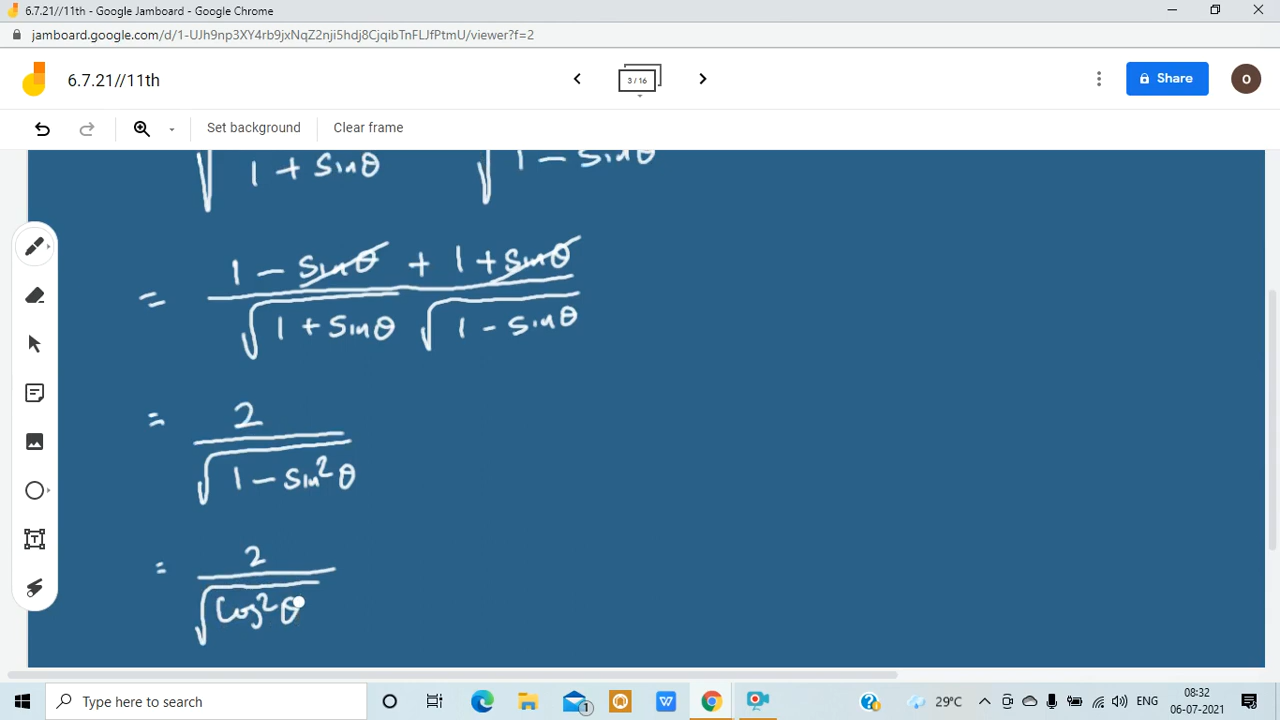 6.7.21//11th - Google Jamboard - Google Chrome
jamboard.google.com/d/1-UJh9np3XY4rb9jxNqZ2nji5hdj8CjqibTnFLJfPtmU/viewer?f=2
6.7.21//11th
3 / 16
Share
O
Set background
Clear frame
√1 + sinθ √1 − sinθ
= 1 − sinθ + 1 + sinθ
√1 + sinθ √1 − sinθ
= 2
√1 − sin²θ
= 2
√cos²θ
Type here to search
1
29°C
ENG
08:32
06-07-2021
1